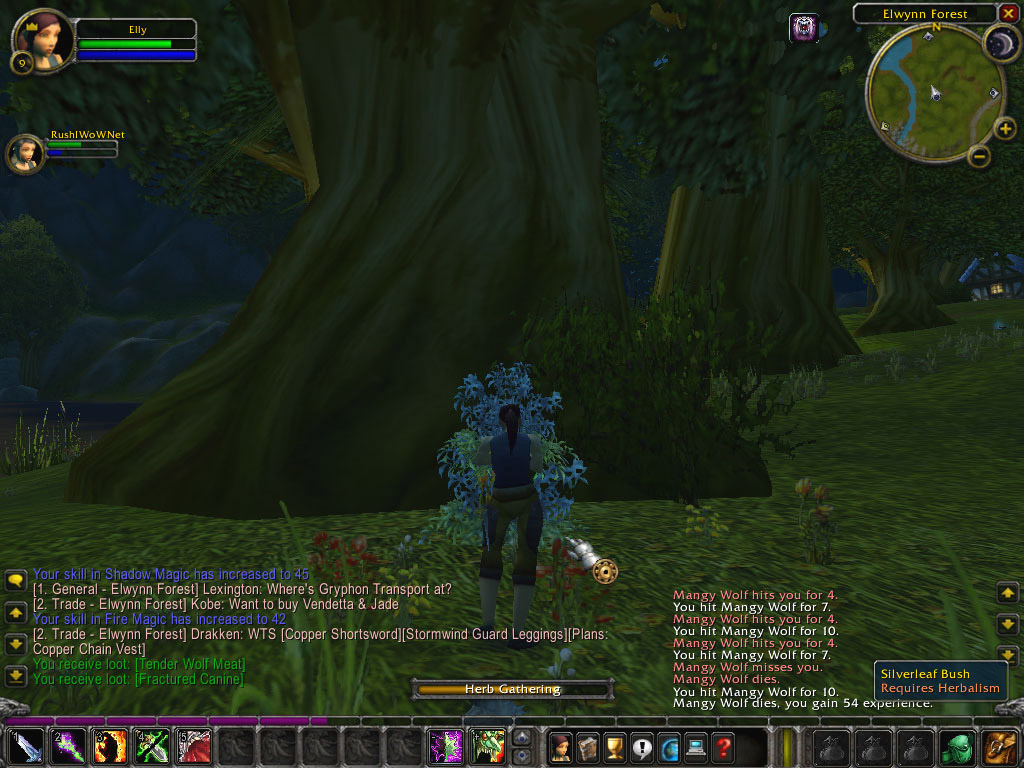 Elly
9
RushIWoWNet
Elwynn Forest
N
Your skill in Shadow Magic has increased to 45
[1. General - Elwynn Forest] Lexington: Where's Gryphon Transport at?
[2. Trade - Elwynn Forest] Kobe: Want to buy Vendetta & Jade
Your skill in Fire Magic has increased to 42
[2. Trade - Elwynn Forest] Drakken: WTS [Copper Shortsword][Stormwind Guard Leggings][Plans:
Copper Chain Vest]
You receive loot: [Tender Wolf Meat]
You receive loot: [Fractured Canine]
Herb Gathering
Mangy Wolf hits you for 4.
You hit Mangy Wolf for 7.
Mangy Wolf hits you for 4.
You hit Mangy Wolf for 10.
Mangy Wolf hits you for 4.
You hit Mangy Wolf for 7.
Mangy Wolf misses you.
Mangy Wolf dies.
You hit Mangy Wolf for 10.
Mangy Wolf dies, you gain 54 experience.
Silverleaf Bush
Requires Herbalism
2
3
4
5